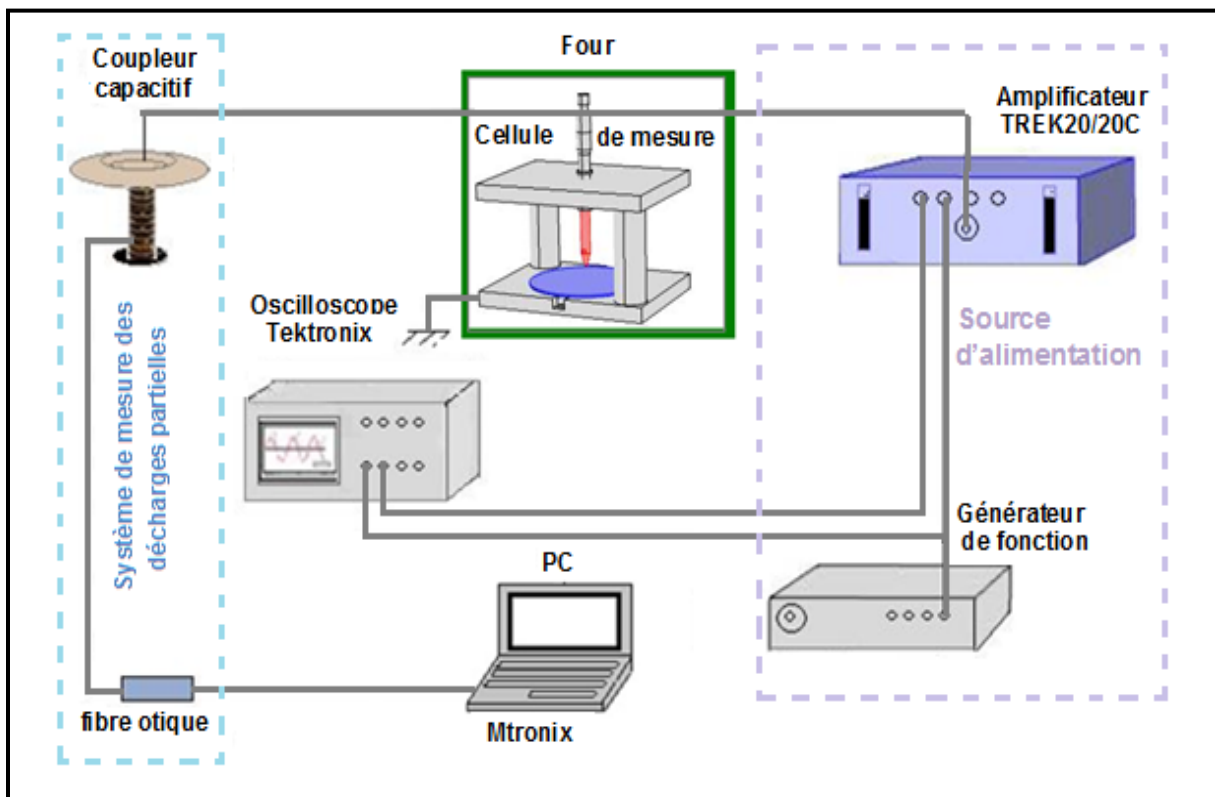 Coupleur
capacitif
Four
Cellule
de mesure
Amplificateur
TREK20/20C
Oscilloscope
Tektronix
Source
d'alimentation
Système de mesure des
décharges partielles
Générateur
de fonction
PC
fibre otique
Mtronix